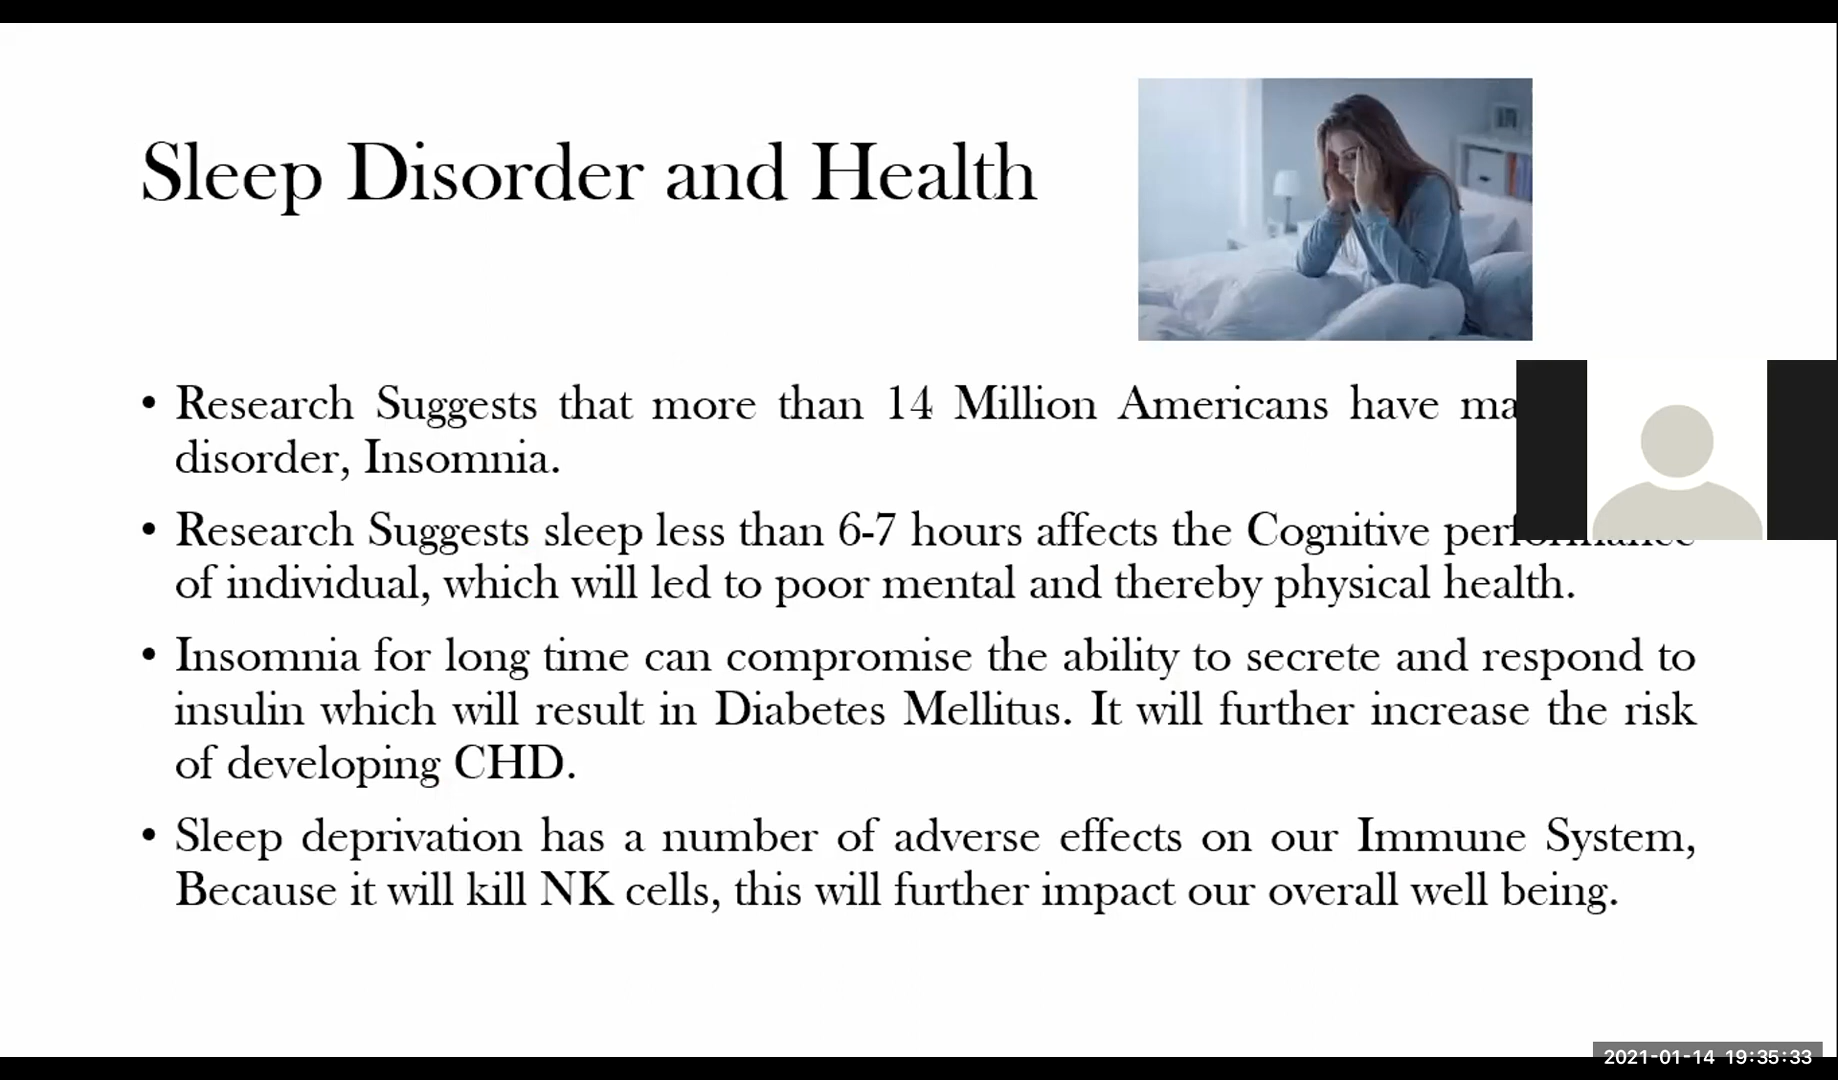 Sleep Disorder and Health
• Research Suggests that more than 14 Million Americans have
disorder, Insomnia.
• Research Suggests sleep less than 6-7 hours affects the Cognitive performance
of individual, which will led to poor mental and thereby physical health.
• Insomnia for long time can compromise the ability to secrete and respond to
insulin which will result in Diabetes Mellitus. It will further increase the risk
of developing CHD.
• Sleep deprivation has a number of adverse effects on our Immune System,
Because it will kill NK cells, this will further impact our overall well being.
2021-01-14 19:35:33